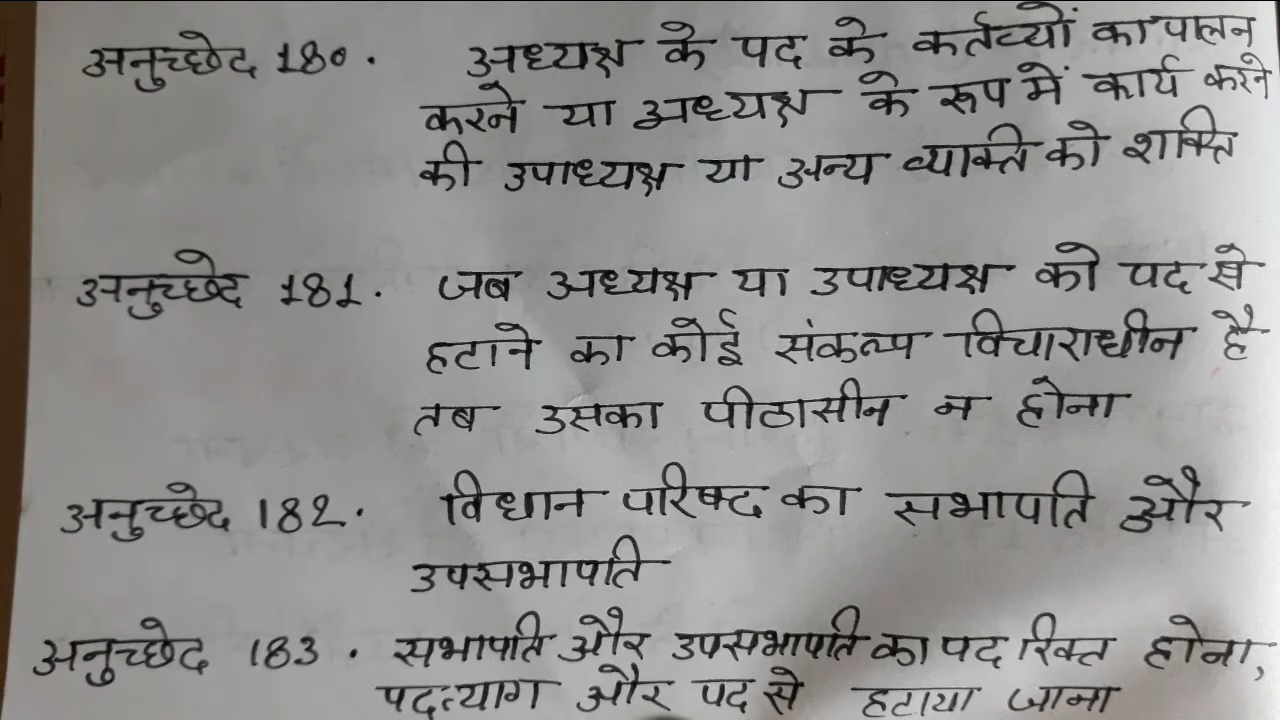 अनुच्छेद 180. अध्यक्ष के पद के कर्तव्यों का पालन
करने या अध्यक्ष के रूप में कार्य करने
की उपाध्यक्ष या अन्य व्यक्ति को शक्ति
अनुच्छेद 181. जब अध्यक्ष या उपाध्यक्ष को पद से
हटाने का कोई संकल्प विचाराधीन है
तब उसका पीठासीन न होना
अनुच्छेद 182. विधान परिषद का सभापति और
उपसभापति
अनुच्छेद 183. सभापति और उपसभापति का पद रिक्त होना,
पदत्याग और पद से हटाया जाना